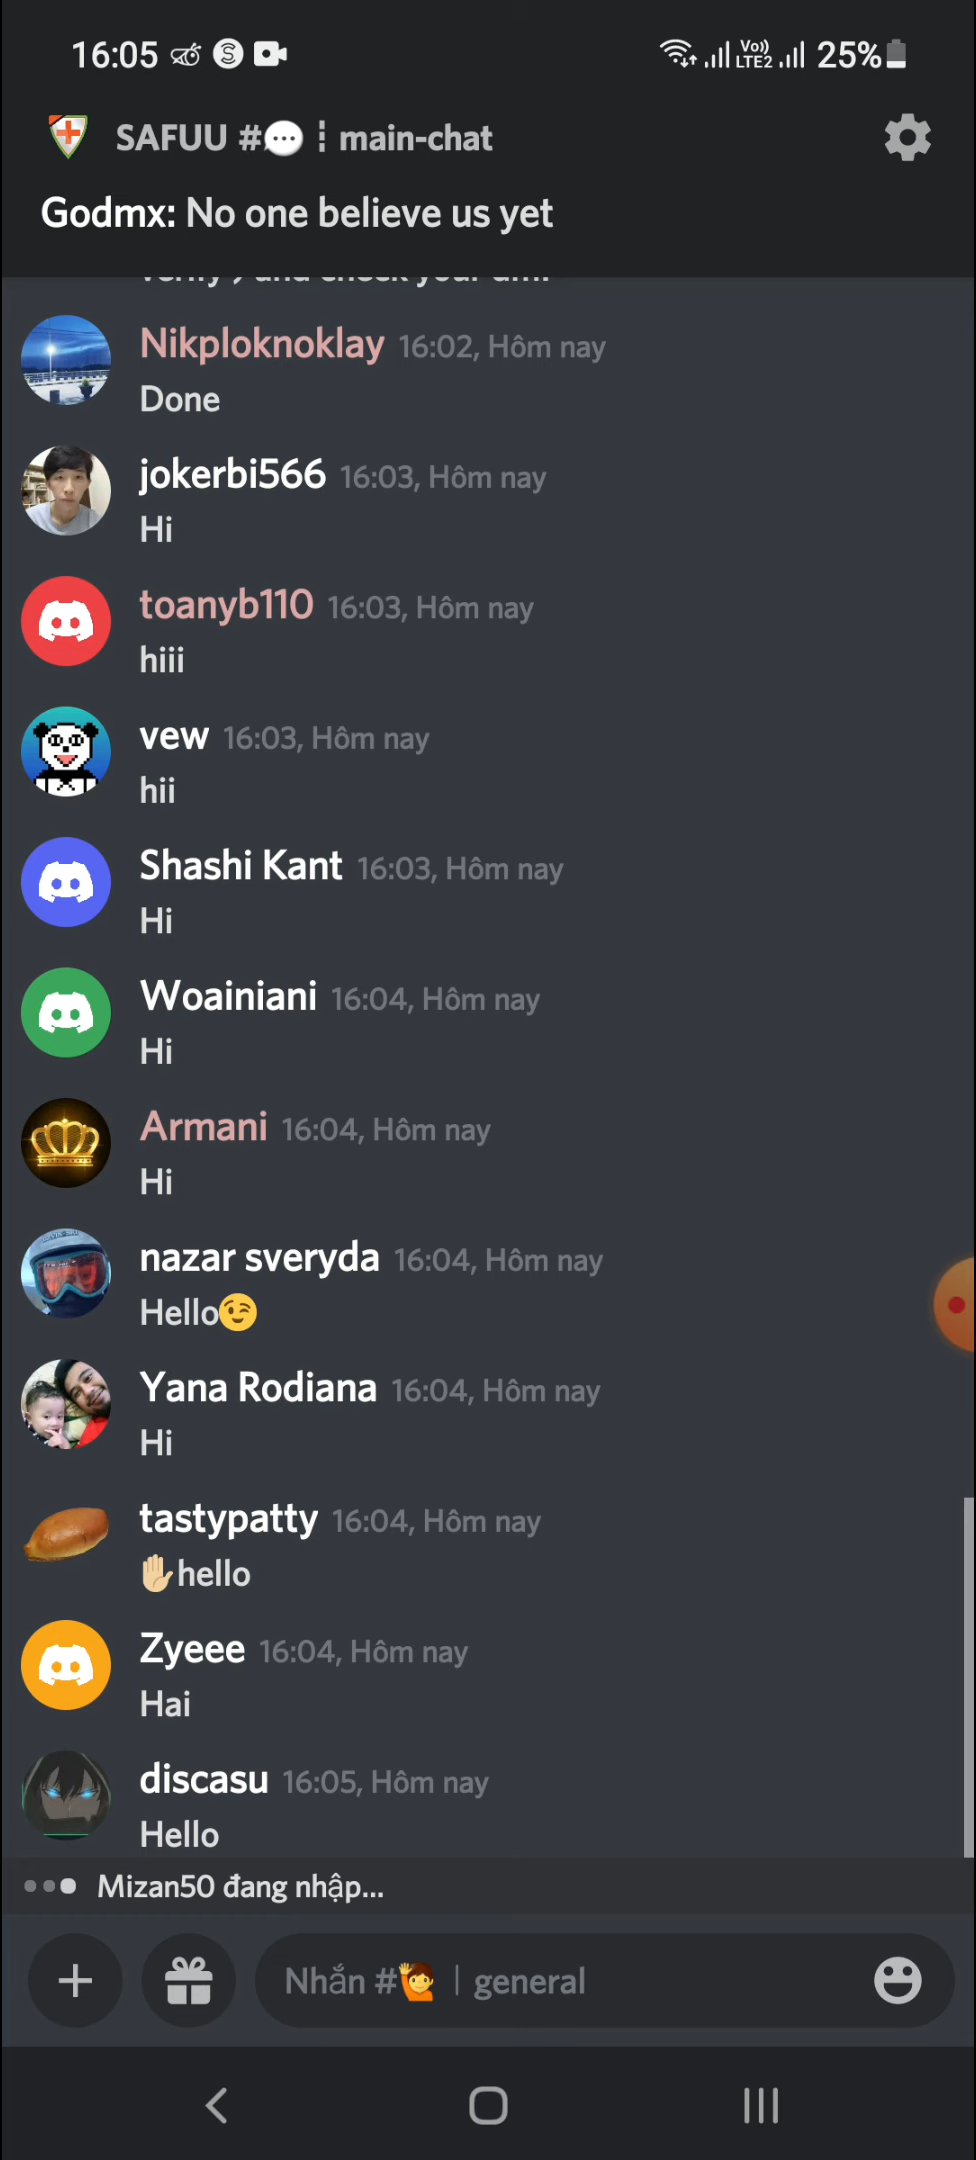 16:05
Vo))
LTE2
25%
SAFUU #💬┇main-chat
Godmx: No one believe us yet
Nikploknoklay 16:02, Hôm nay
Done
jokerbi566 16:03, Hôm nay
Hi
toanyb110 16:03, Hôm nay
hiii
vew 16:03, Hôm nay
hii
Shashi Kant 16:03, Hôm nay
Hi
Woainiani 16:04, Hôm nay
Hi
Armani 16:04, Hôm nay
Hi
nazar sveryda 16:04, Hôm nay
Hello😉
Yana Rodiana 16:04, Hôm nay
Hi
tastypatty 16:04, Hôm nay
✋🏼hello
Zyeee 16:04, Hôm nay
Hai
discasu 16:05, Hôm nay
Hello
Mizan50 đang nhập...
Nhắn #🙋｜general